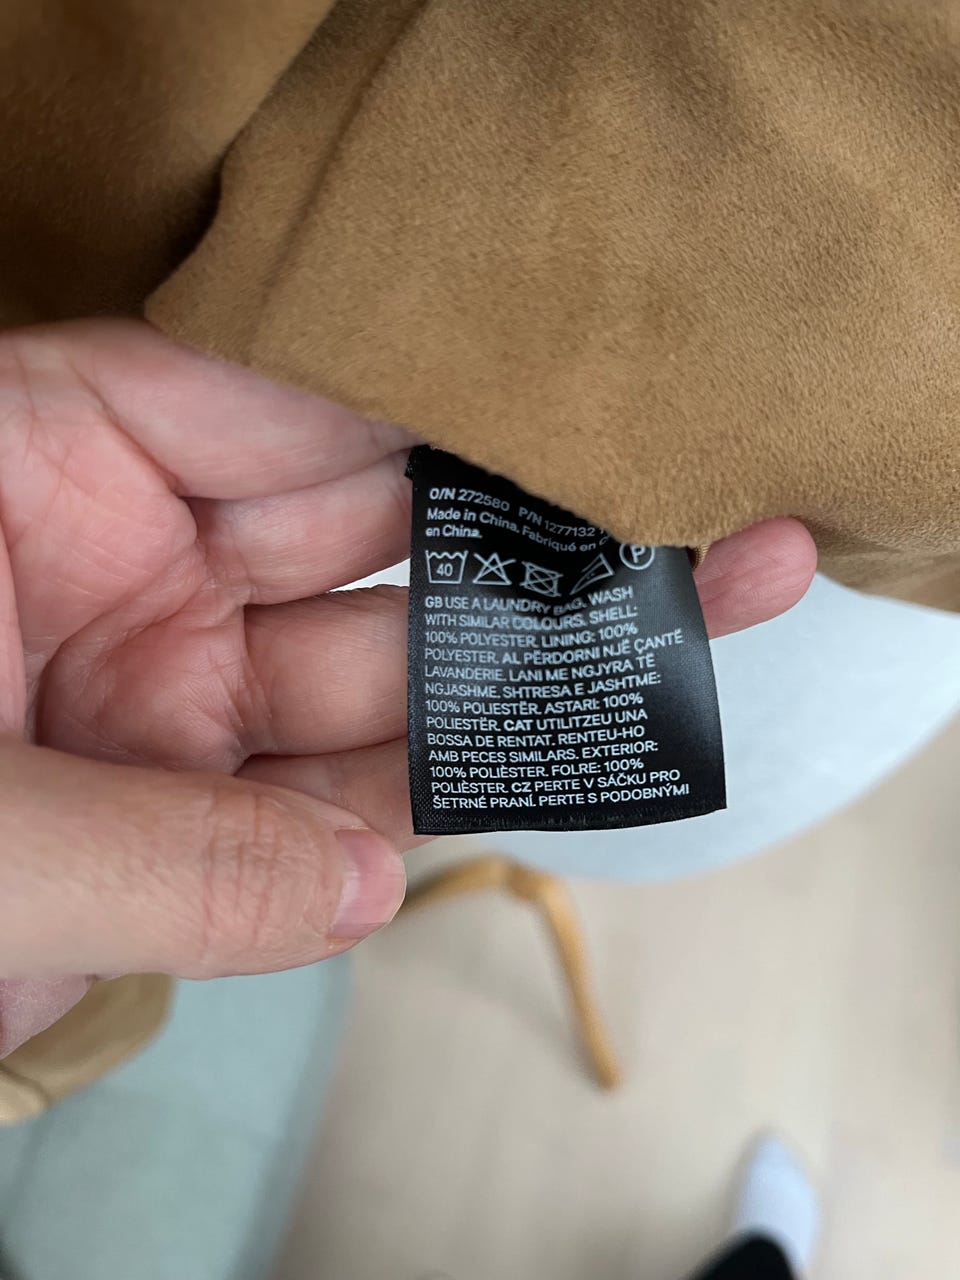 O/N 272580 P/N 1277132
Made in China. Fabriqué en
en China.
40 P
GB USE A LAUNDRY BAG. WASH
WITH SIMILAR COLOURS. SHELL:
100% POLYESTER. LINING: 100%
POLYESTER. AL PËRDORNI NJË ÇANTË
LAVANDERIE. LANI ME NGJYRA TË
NGJASHME. SHTRESA E JASHTME:
100% POLIESTËR. ASTARI: 100%
POLIESTËR. CAT UTILITZEU UNA
BOSSA DE RENTAT. RENTEU-HO
AMB PECES SIMILARS. EXTERIOR:
100% POLIÈSTER. FOLRE: 100%
POLIÈSTER. CZ PERTE V SÁČKU PRO
ŠETRNÉ PRANÍ. PERTE S PODOBNÝMI